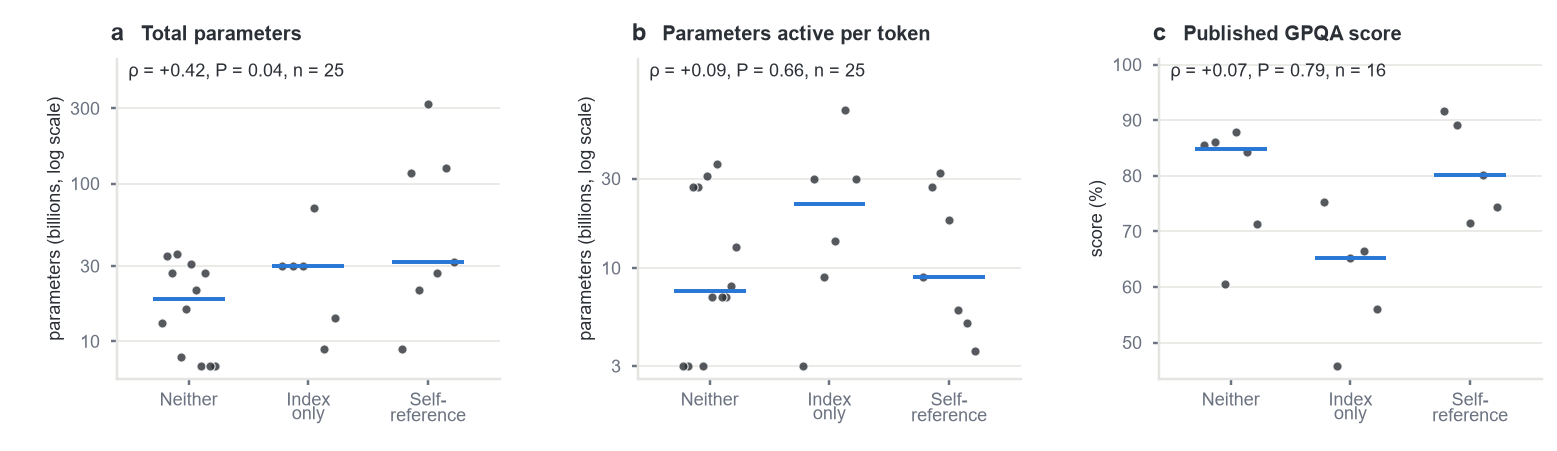 a Total parameters
ρ = +0.42, P = 0.04, n = 25
parameters (billions, log scale)
300
100
30
10
Neither
Index
only
Self-
reference
b Parameters active per token
ρ = +0.09, P = 0.66, n = 25
parameters (billions, log scale)
30
10
3
Neither
Index
only
Self-
reference
c Published GPQA score
ρ = +0.07, P = 0.79, n = 16
score (%)
100
90
80
70
60
50
Neither
Index
only
Self-
reference